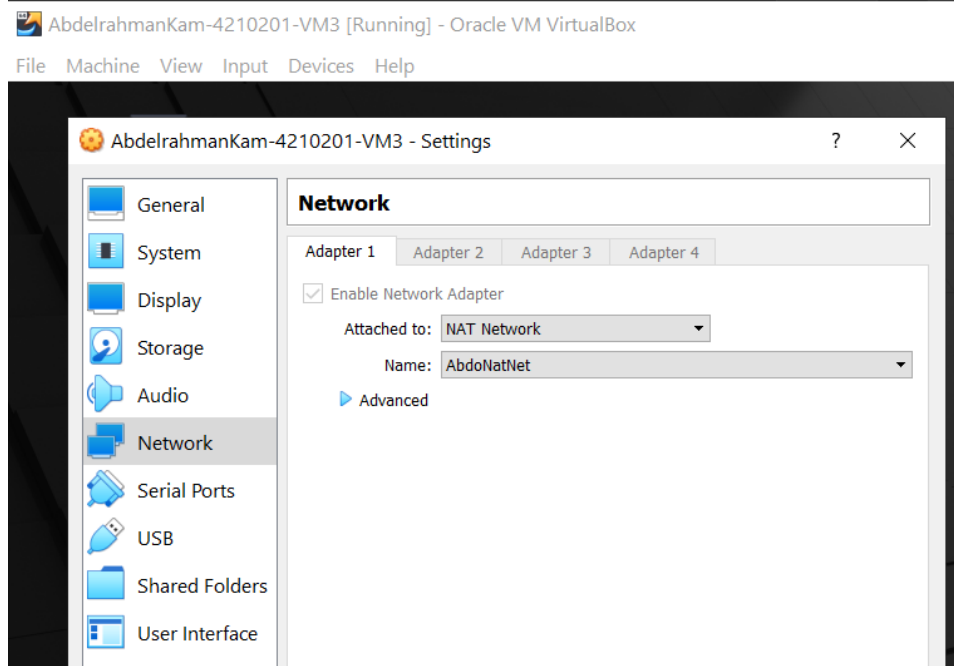 AbdelrahmanKam-4210201-VM3 [Running] - Oracle VM VirtualBox
File Machine View Input Devices Help
AbdelrahmanKam-4210201-VM3 - Settings ?
General
System
Display
Storage
Audio
Network
Serial Ports
USB
Shared Folders
User Interface
Network
Adapter 1 Adapter 2 Adapter 3 Adapter 4
Enable Network Adapter
Attached to: NAT Network
Name: AbdoNatNet
Advanced